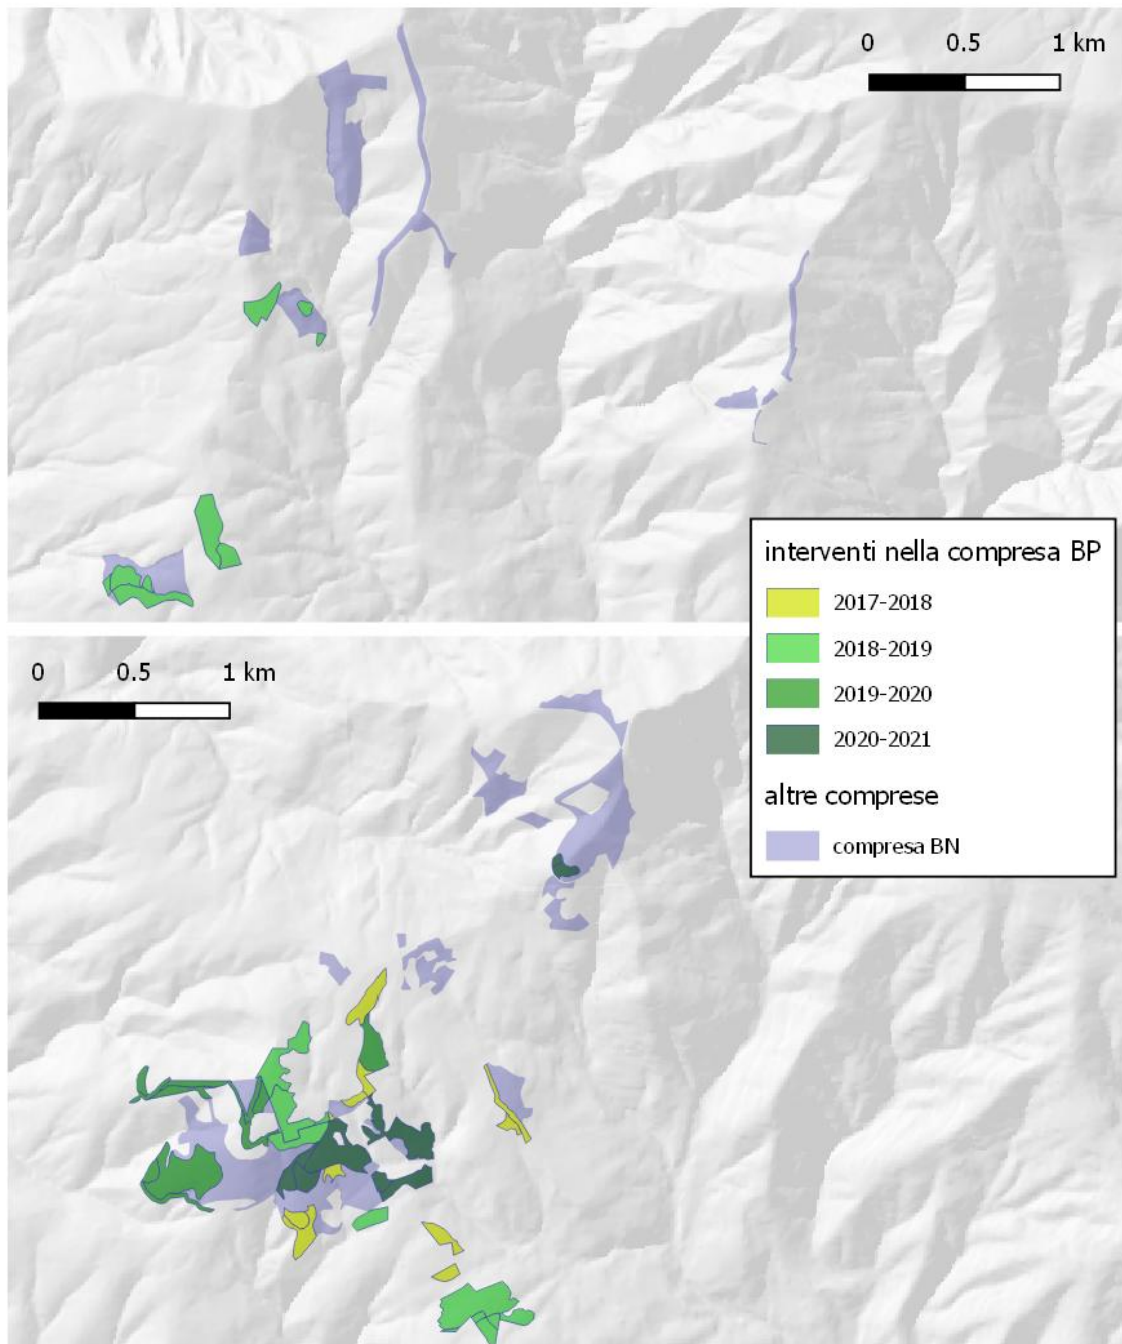 0 0.5 1 km
interventi nella compresa BP
2017-2018
2018-2019
2019-2020
2020-2021
altre comprese
compresa BN
0 0.5 1 km